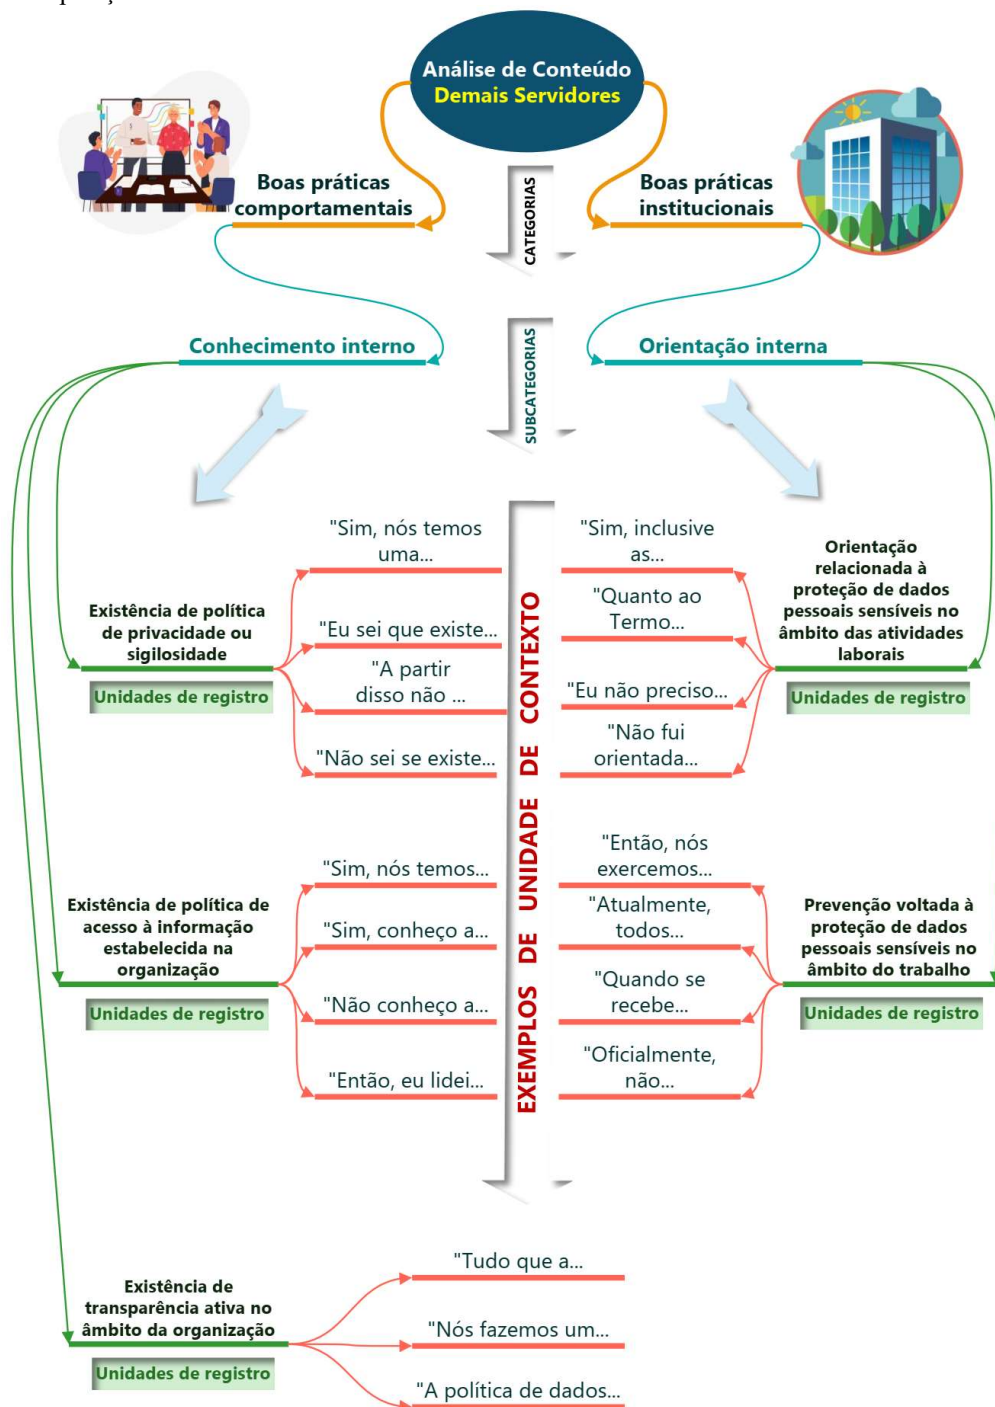 Análise de Conteúdo
Demais Servidores
Boas práticas
comportamentais
Boas práticas
institucionais
CATEGORIAS
Conhecimento interno
Orientação interna
SUBCATEGORIAS
EXEMPLOS DE UNIDADE DE CONTEXTO
Existência de política
de privacidade ou
sigilosidade
Unidades de registro
"Sim, nós temos
uma...
"Eu sei que existe...
"A partir
disso não ...
"Não sei se existe...
"Sim, inclusive
as...
"Quanto ao
Termo...
"Eu não preciso...
"Não fui
orientada...
Orientação
relacionada à
proteção de dados
pessoais sensíveis no
âmbito das atividades
laborais
Unidades de registro
Existência de política de
acesso à informação
estabelecida na
organização
Unidades de registro
"Sim, nós temos...
"Sim, conheço a...
"Não conheço a...
"Então, eu lidei...
"Então, nós
exercemos...
"Atualmente,
todos...
"Quando se
recebe...
"Oficialmente,
não...
Prevenção voltada à
proteção de dados
pessoais sensíveis no
âmbito do trabalho
Unidades de registro
Existência de
transparência ativa no
âmbito da organização
Unidades de registro
"Tudo que a...
"Nós fazemos um...
"A política de dados...